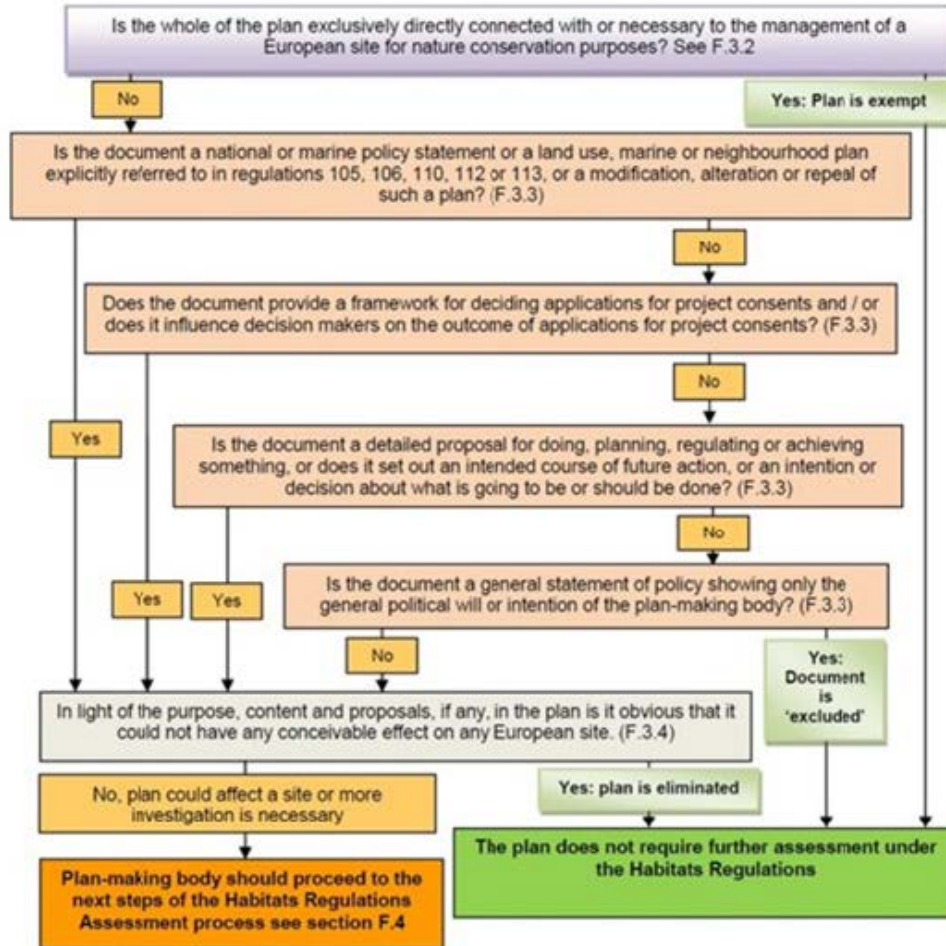 Is the whole of the plan exclusively directly connected with or necessary to the management of a
European site for nature conservation purposes? See F.3.2
No
Yes: Plan is exempt
Is the document a national or marine policy statement or a land use, marine or neighbourhood plan
explicitly referred to in regulations 105, 106, 110, 112 or 113, or a modification, alteration or repeal of
such a plan? (F.3.3)
No
Does the document provide a framework for deciding applications for project consents and / or
does it influence decision makers on the outcome of applications for project consents? (F.3.3)
No
Yes
Is the document a detailed proposal for doing, planning, regulating or achieving
something, or does it set out an intended course of future action, or an intention or
decision about what is going to be or should be done? (F.3.3)
No
Is the document a general statement of policy showing only the
general political will or intention of the plan-making body? (F.3.3)
Yes
Yes
No
Yes:
Document
is
‘excluded’
In light of the purpose, content and proposals, if any, in the plan is it obvious that it
could not have any conceivable effect on any European site. (F.3.4)
No, plan could affect a site or more
investigation is necessary
Yes: plan is eliminated
Plan-making body should proceed to the
next steps of the Habitats Regulations
Assessment process see section F.4
The plan does not require further assessment under
the Habitats Regulations